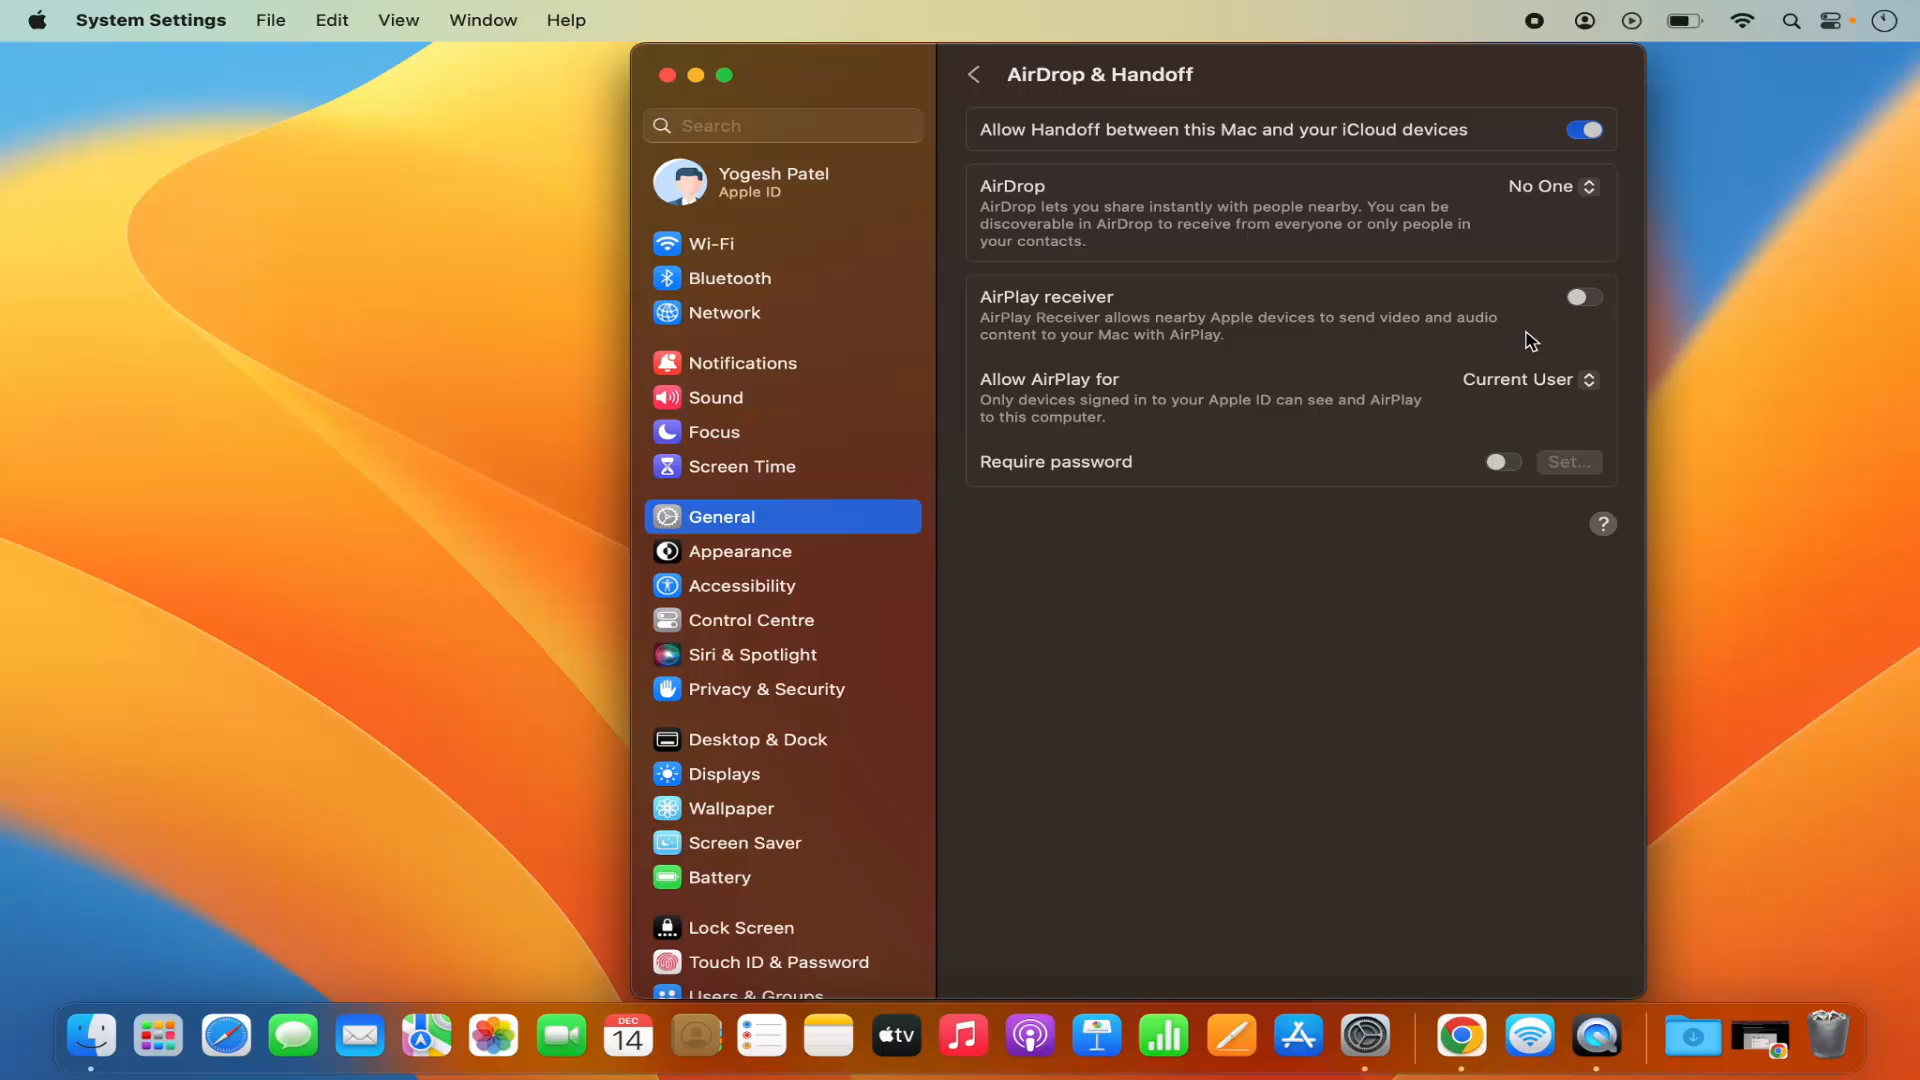 System Settings File Edit View Window Help
AirDrop & Handoff
Search
Allow Handoff between this Mac and your iCloud devices
Yogesh Patel
Apple ID
AirDrop No One
AirDrop lets you share instantly with people nearby. You can be
discoverable in AirDrop to receive from everyone or only people in
your contacts.
AirPlay receiver
AirPlay Receiver allows nearby Apple devices to send video and audio
content to your Mac with AirPlay.
Allow AirPlay for Current User
Only devices signed in to your Apple ID can see and AirPlay
to this computer.
Require password Set...
?
Wi-Fi
Bluetooth
Network
Notifications
Sound
Focus
Screen Time
General
Appearance
Accessibility
Control Centre
Siri & Spotlight
Privacy & Security
Desktop & Dock
Displays
Wallpaper
Screen Saver
Battery
Lock Screen
Touch ID & Password
Users & Groups
DEC
14
tv